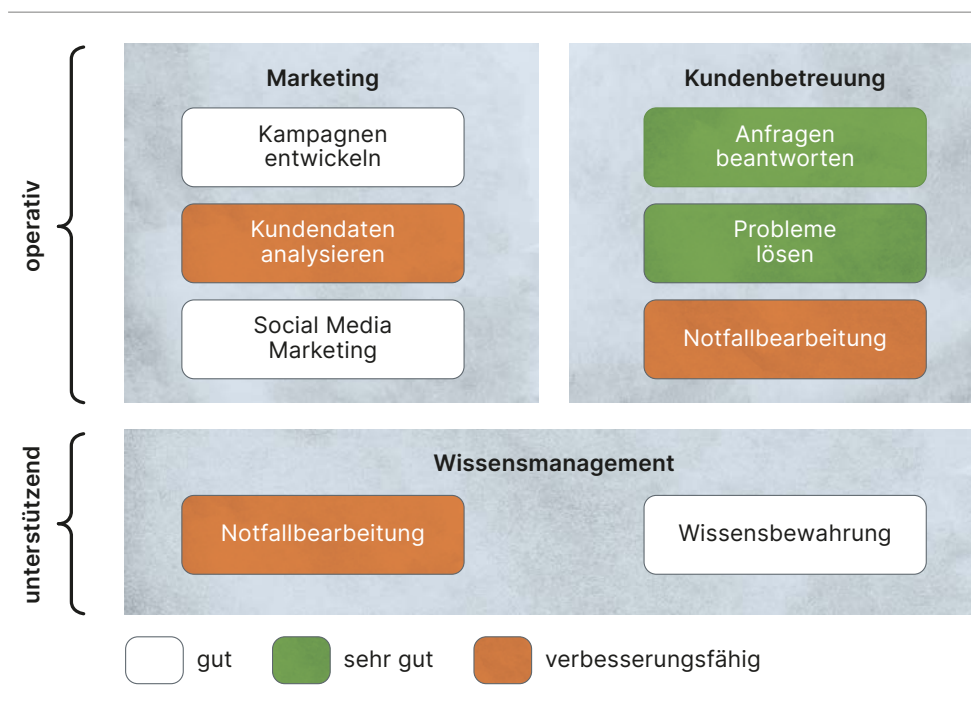 operativ
Marketing
Kampagnen
entwickeln
Kundendaten
analysieren
Social Media
Marketing
Kundenbetreuung
Anfragen
beantworten
Probleme
lösen
Notfallbearbeitung
unterstützend
Wissensmanagement
Notfallbearbeitung
Wissensbewahrung
gut
sehr gut
verbesserungsfähig